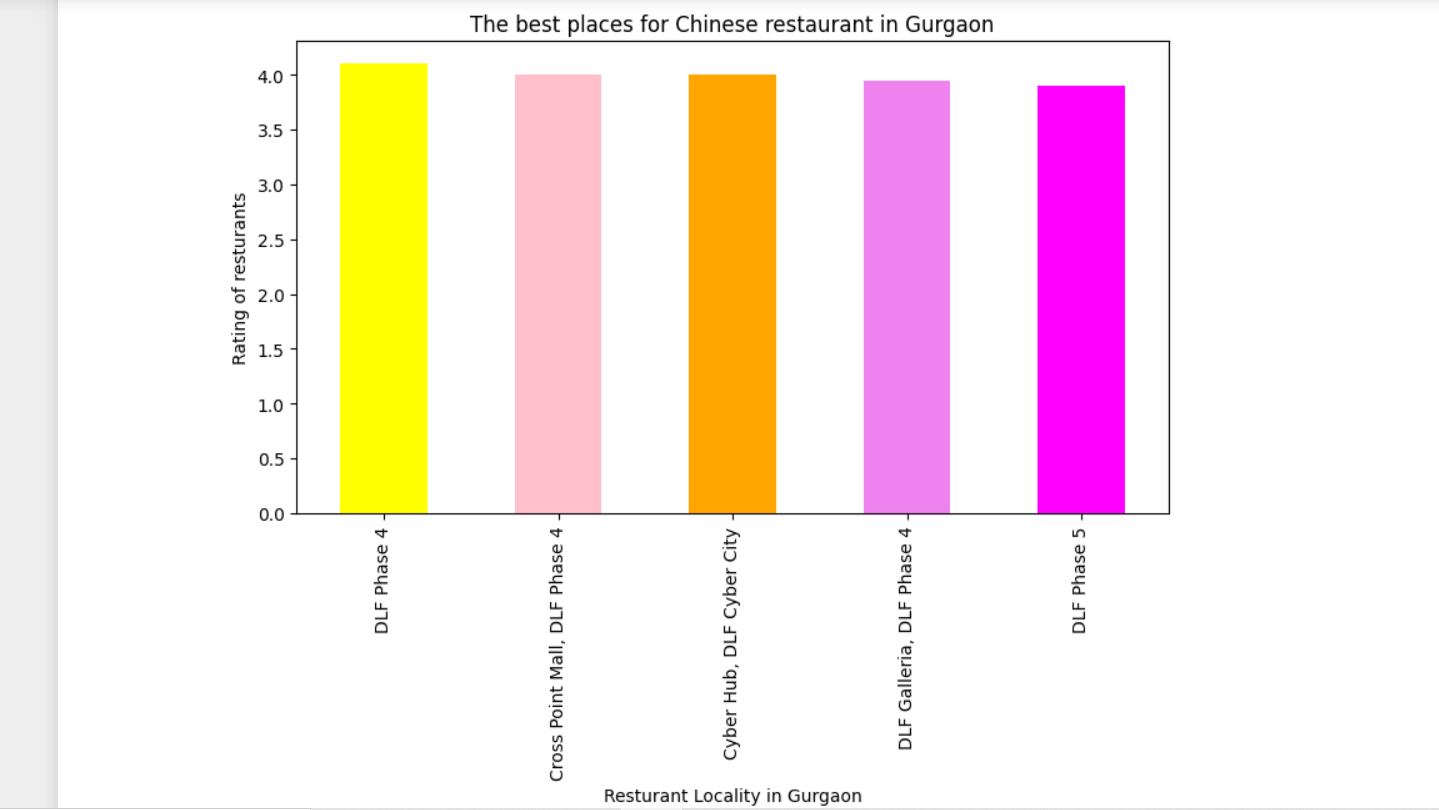 The best places for Chinese restaurant in Gurgaon
Rating of resturants
4.0
3.5
3.0
2.5
2.0
1.5
1.0
0.5
0.0
DLF Phase 4
Cross Point Mall, DLF Phase 4
Cyber Hub, DLF Cyber City
DLF Galleria, DLF Phase 4
DLF Phase 5
Resturant Locality in Gurgaon